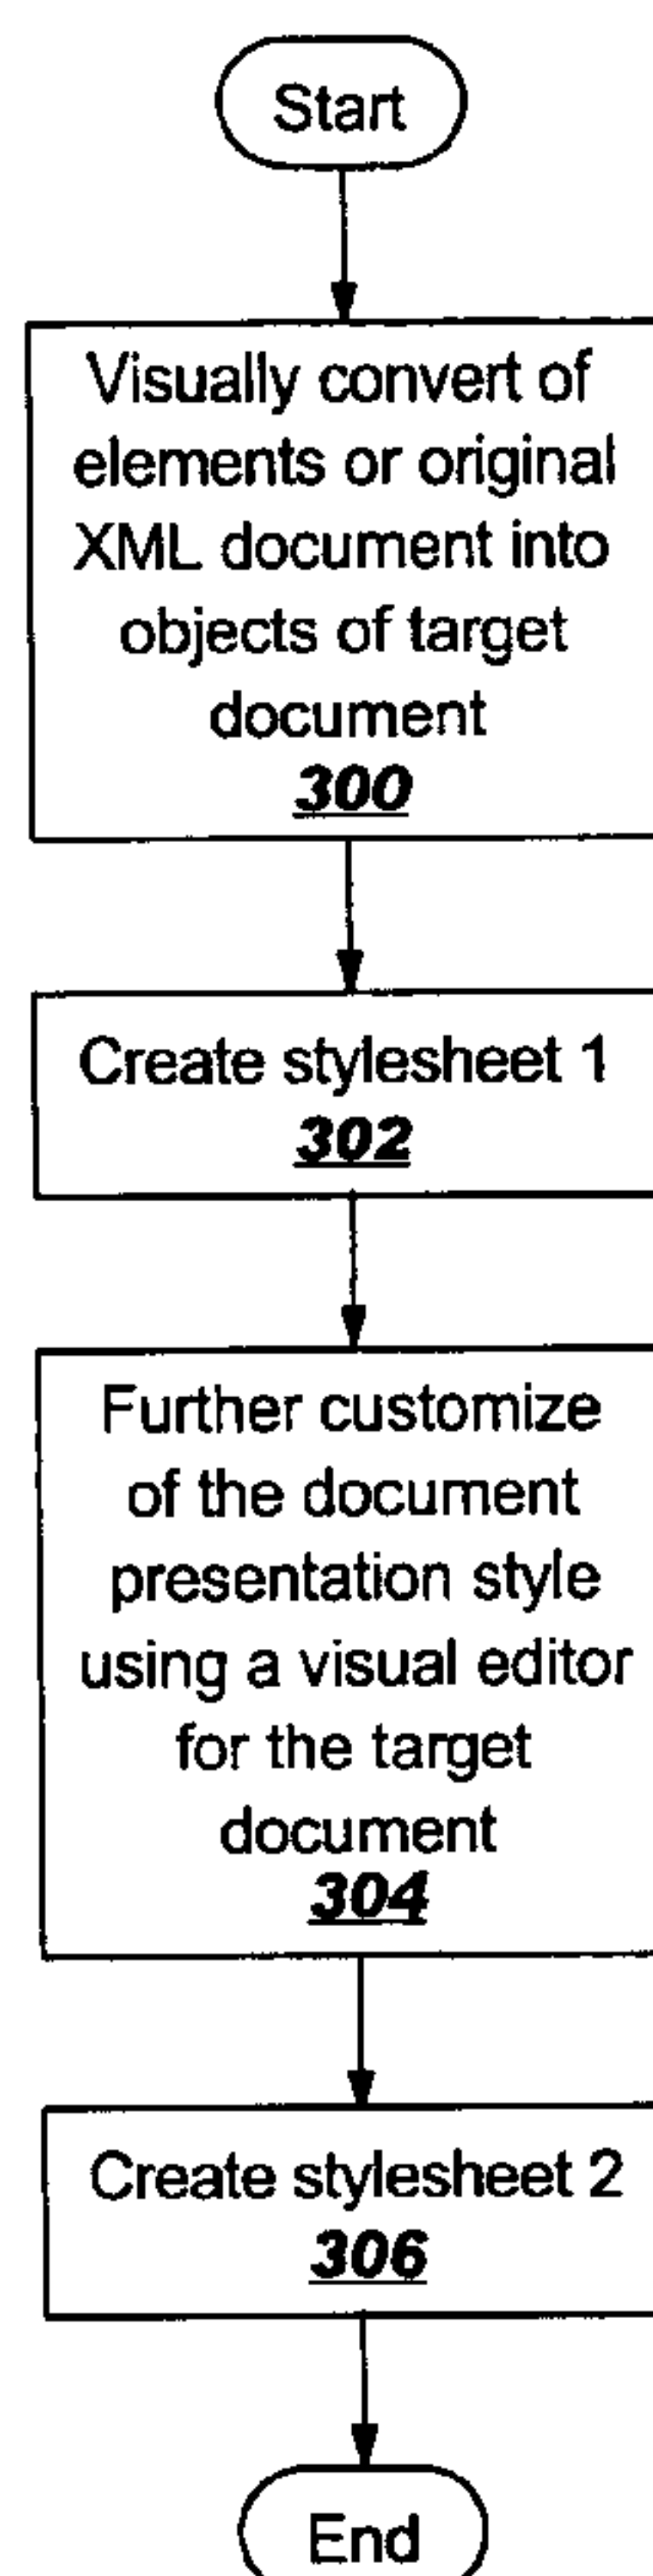 Start
Visually convert of
elements or original
XML document into
objects of target
document
300
Create stylesheet 1
302
Further customize
of the document
presentation style
using a visual editor
for the target
document
304
Create stylesheet 2
306
End